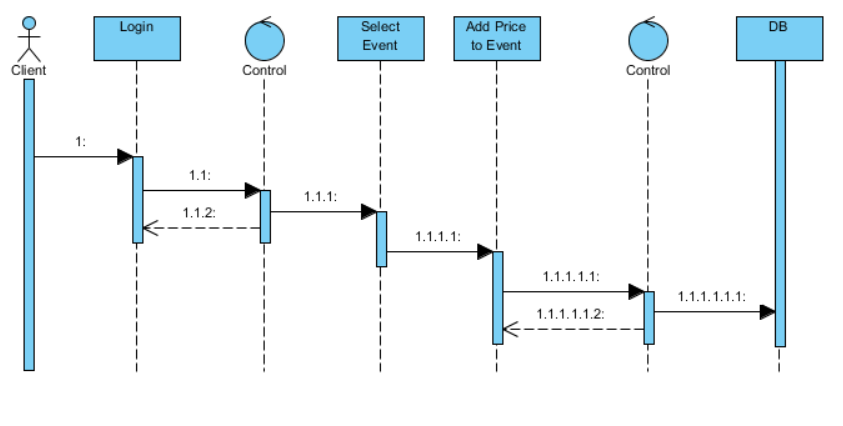 Login
Select
Event
Add Price
to Event
DB
Client
Control
Control
1:
1.1:
1.1.1:
1.1.2:
1.1.1.1:
1.1.1.1.1:
1.1.1.1.1.1:
1.1.1.1.1.2: